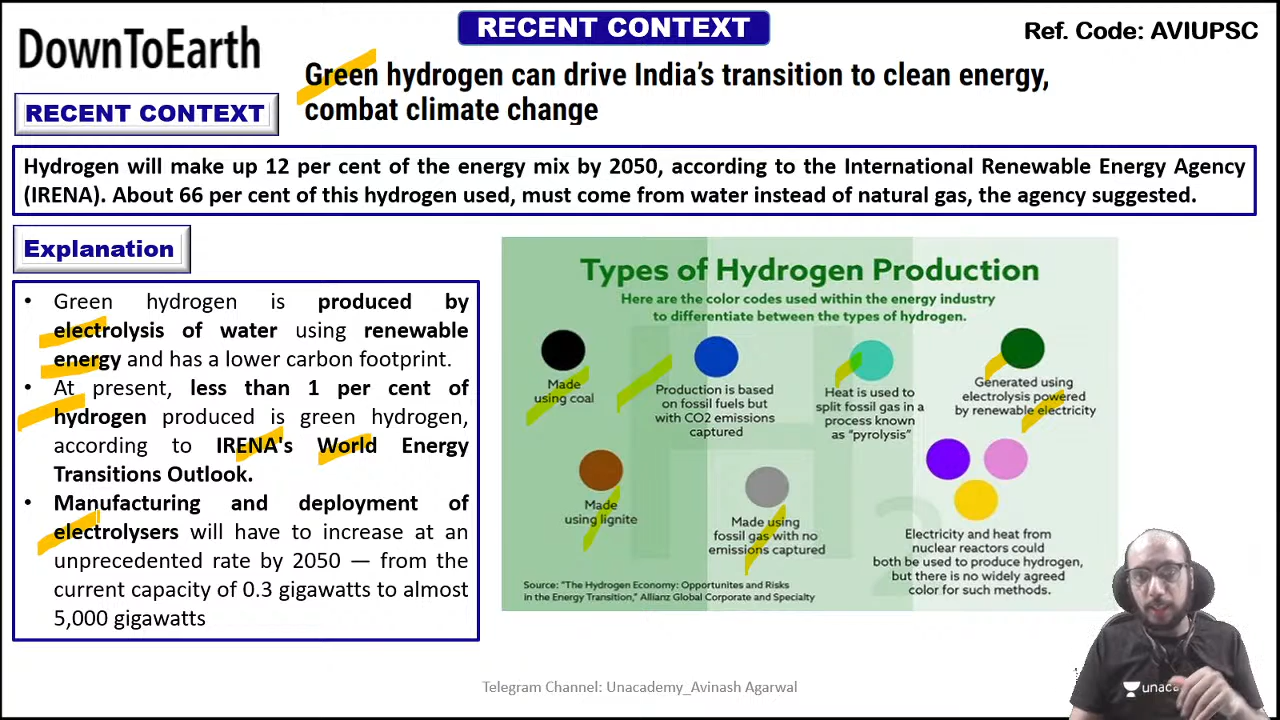 DownToEarth
RECENT CONTEXT
Ref. Code: AVIUPSC
Green hydrogen can drive India's transition to clean energy,
combat climate change
RECENT CONTEXT
Hydrogen will make up 12 per cent of the energy mix by 2050, according to the International Renewable Energy Agency
(IRENA). About 66 per cent of this hydrogen used, must come from water instead of natural gas, the agency suggested.
Explanation
• Green hydrogen is produced by
electrolysis of water using renewable
energy and has a lower carbon footprint.
• At present, less than 1 per cent of
hydrogen produced is green hydrogen,
according to IRENA's World Energy
Transitions Outlook.
• Manufacturing and deployment of
electrolysers will have to increase at an
unprecedented rate by 2050 — from the
current capacity of 0.3 gigawatts to almost
5,000 gigawatts
Types of Hydrogen Production
Here are the color codes used within the energy industry
to differentiate between the types of hydrogen.
Made
using coal
Production is based
on fossil fuels but
with CO2 emissions
captured
Heat is used to
split fossil gas in a
process known
as "pyrolysis"
Generated using
electrolysis powered
by renewable electricity
Made
using lignite
Made using
fossil gas with no
emissions captured
Electricity and heat from
nuclear reactors could
both be used to produce hydrogen,
but there is no widely agreed
color for such methods.
H2
Source: "The Hydrogen Economy: Opportunites and Risks
in the Energy Transition," Allianz Global Corporate and Specialty
Telegram Channel: Unacademy_Avinash Agarwal